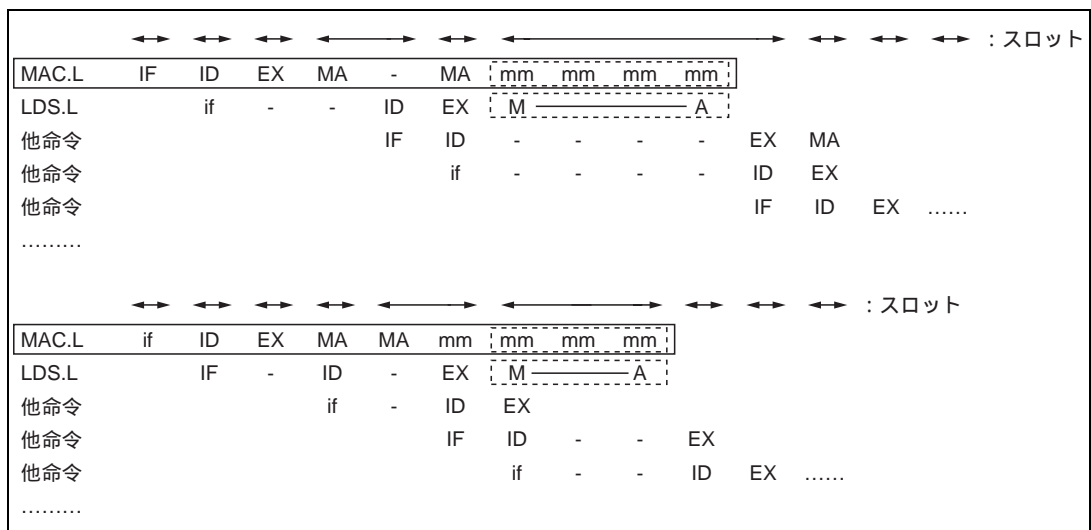 ：スロット
MAC.L IF ID EX MA - MA mm mm mm mm
LDS.L if - - ID EX M A
他命令 IF ID - - - - EX MA
他命令 if - - - - ID EX
他命令 IF ID EX ……
………
：スロット
MAC.L if ID EX MA MA mm mm mm mm
LDS.L IF - ID - EX M A
他命令 if - ID EX
他命令 IF ID - - EX
他命令 if - - ID EX ……
………